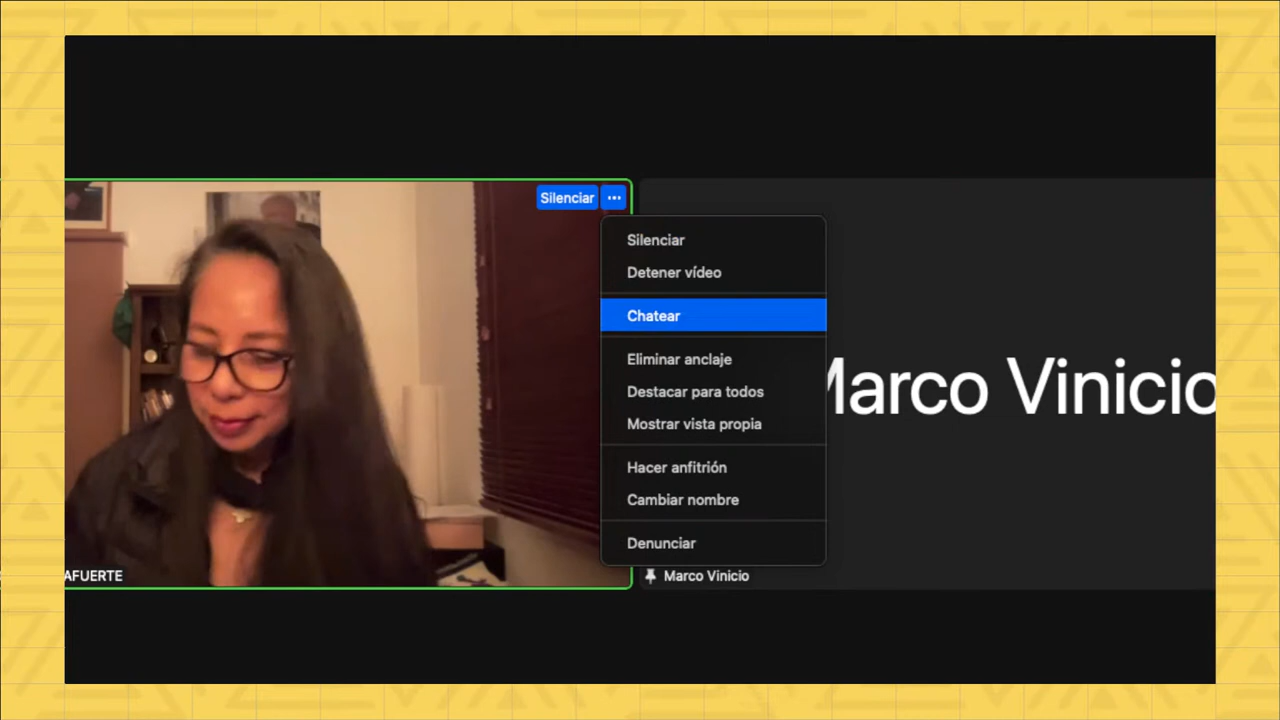 Silenciar ...
Silenciar
Detener vídeo
Chatear
Eliminar anclaje
Destacar para todos
Mostrar vista propia
Hacer anfitrión
Cambiar nombre
Denunciar
Marco Vinicio
AFUERTE
Marco Vinicio